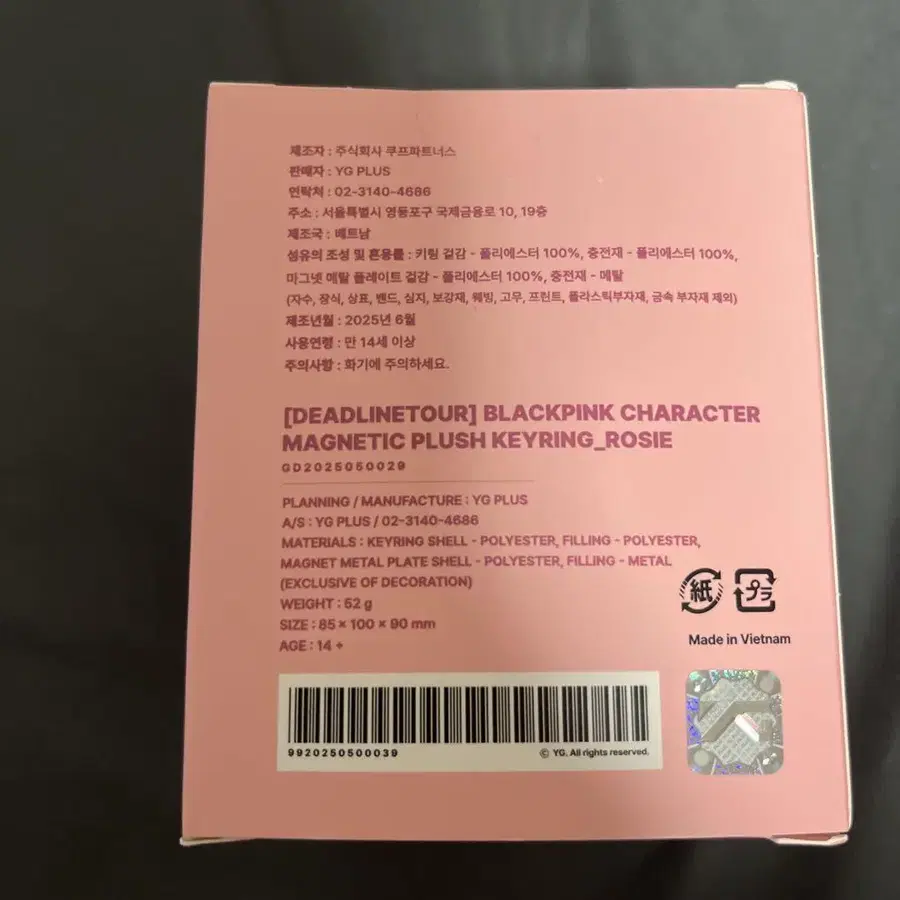 제조자 : 주식회사 쿠프파트너스
판매자 : YG PLUS
연락처 : 02-3140-4686
주소 : 서울특별시 영등포구 국제금융로 10, 19층
제조국 : 베트남
섬유의 조성 및 혼용률 : 키링 겉감 - 폴리에스터 100%, 충전재 - 폴리에스터 100%,
마그넷 메탈 플레이트 겉감 - 폴리에스터 100%, 충전재 - 메탈
(자수, 장식, 상표, 밴드, 심지, 보강재, 웨빙, 고무, 프린트, 플라스틱부자재, 금속 부자재 제외)
제조년월 : 2025년 6월
사용연령 : 만 14세 이상
주의사항 : 화기에 주의하세요.
[DEADLINETOUR] BLACKPINK CHARACTER
MAGNETIC PLUSH KEYRING_ROSIE
GD2025050029
PLANNING / MANUFACTURE : YG PLUS
A/S : YG PLUS / 02-3140-4686
MATERIALS : KEYRING SHELL - POLYESTER, FILLING - POLYESTER,
MAGNET METAL PLATE SHELL - POLYESTER, FILLING - METAL
(EXCLUSIVE OF DECORATION)
WEIGHT : 52 g
SIZE : 85 × 100 × 90 mm
AGE : 14 +
紙 プラ
Made in Vietnam
9920250500039
© YG. All rights reserved.